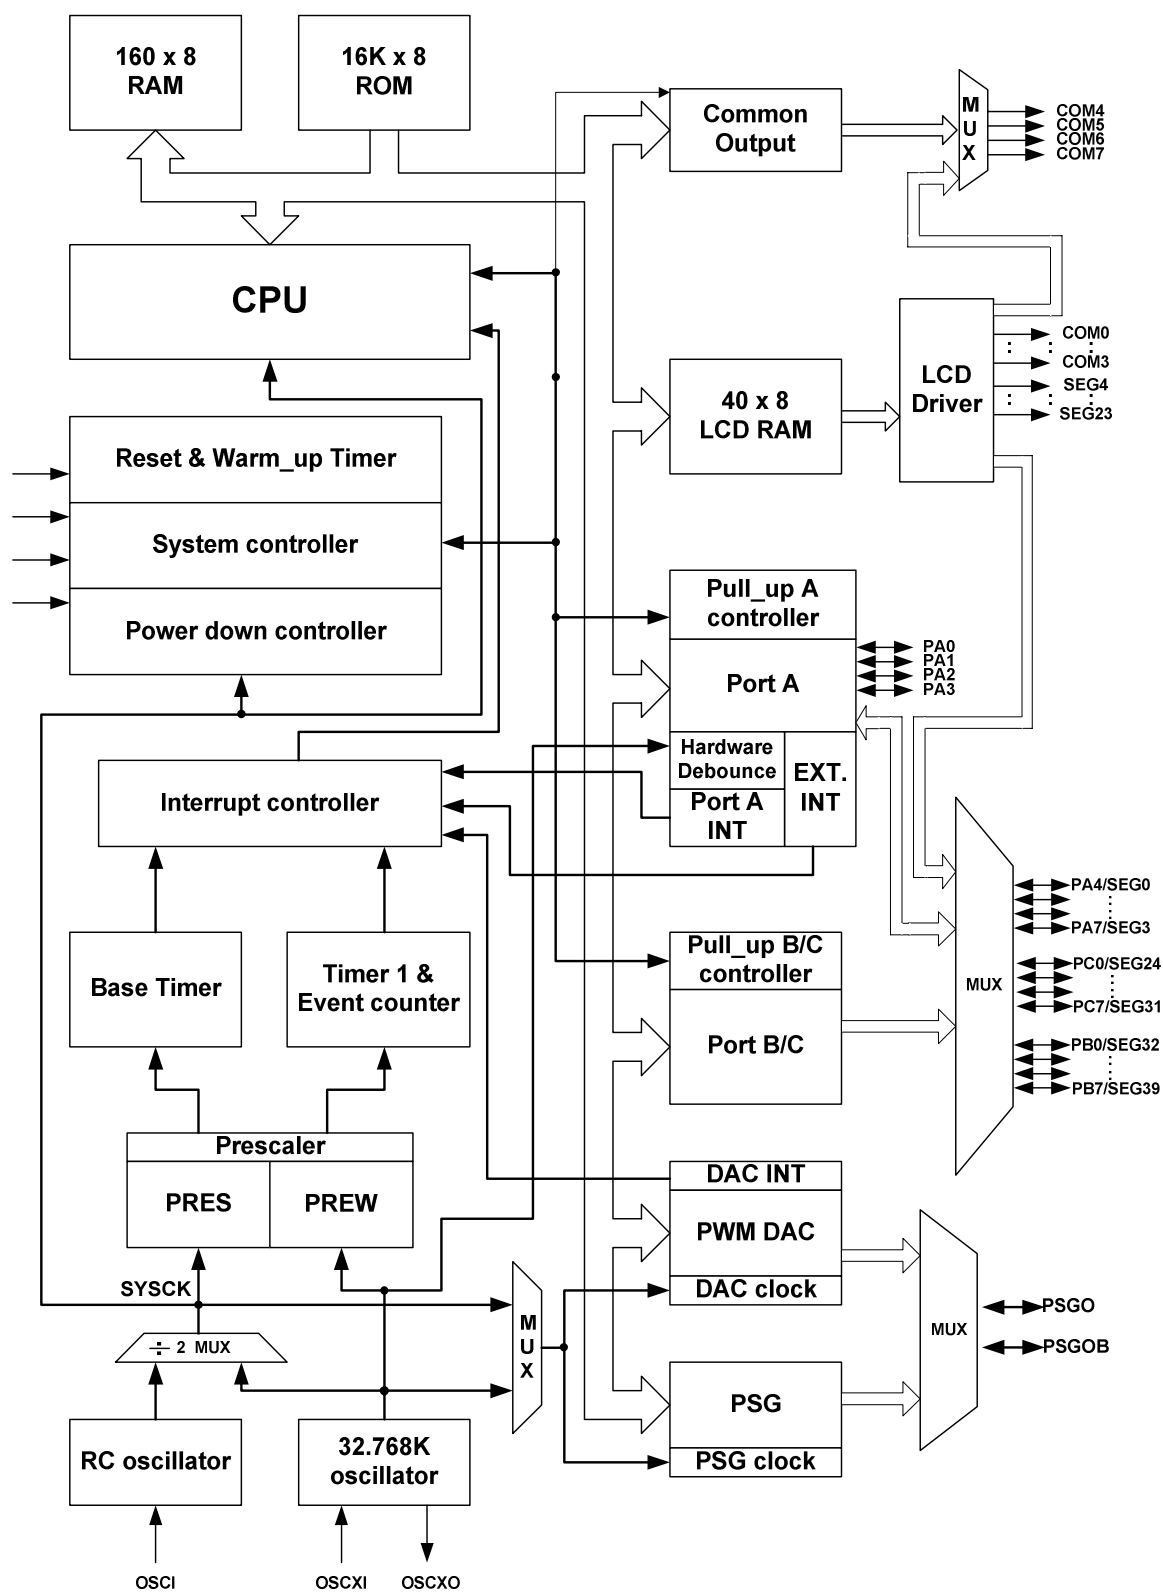 160 x 8
RAM
16K x 8
ROM
Common
Output
M
U
X
COM4
COM5
COM6
COM7
CPU
40 x 8
LCD RAM
LCD
Driver
COM0
COM3
SEG4
SEG23
Reset & Warm_up Timer
System controller
Power down controller
Pull_up A
controller
Port A
PA0
PA1
PA2
PA3
Hardware
Debounce
Port A
INT
EXT.
INT
Interrupt controller
Base Timer
Timer 1 &
Event counter
Pull_up B/C
controller
Port B/C
MUX
PA4/SEG0
PA7/SEG3
PC0/SEG24
PC7/SEG31
PB0/SEG32
PB7/SEG39
Prescaler
PRES
PREW
DAC INT
PWM DAC
DAC clock
SYSCK
÷ 2 MUX
M
U
X
MUX
PSGO
PSGOB
PSG
PSG clock
RC oscillator
32.768K
oscillator
OSCI
OSCXI
OSCXO